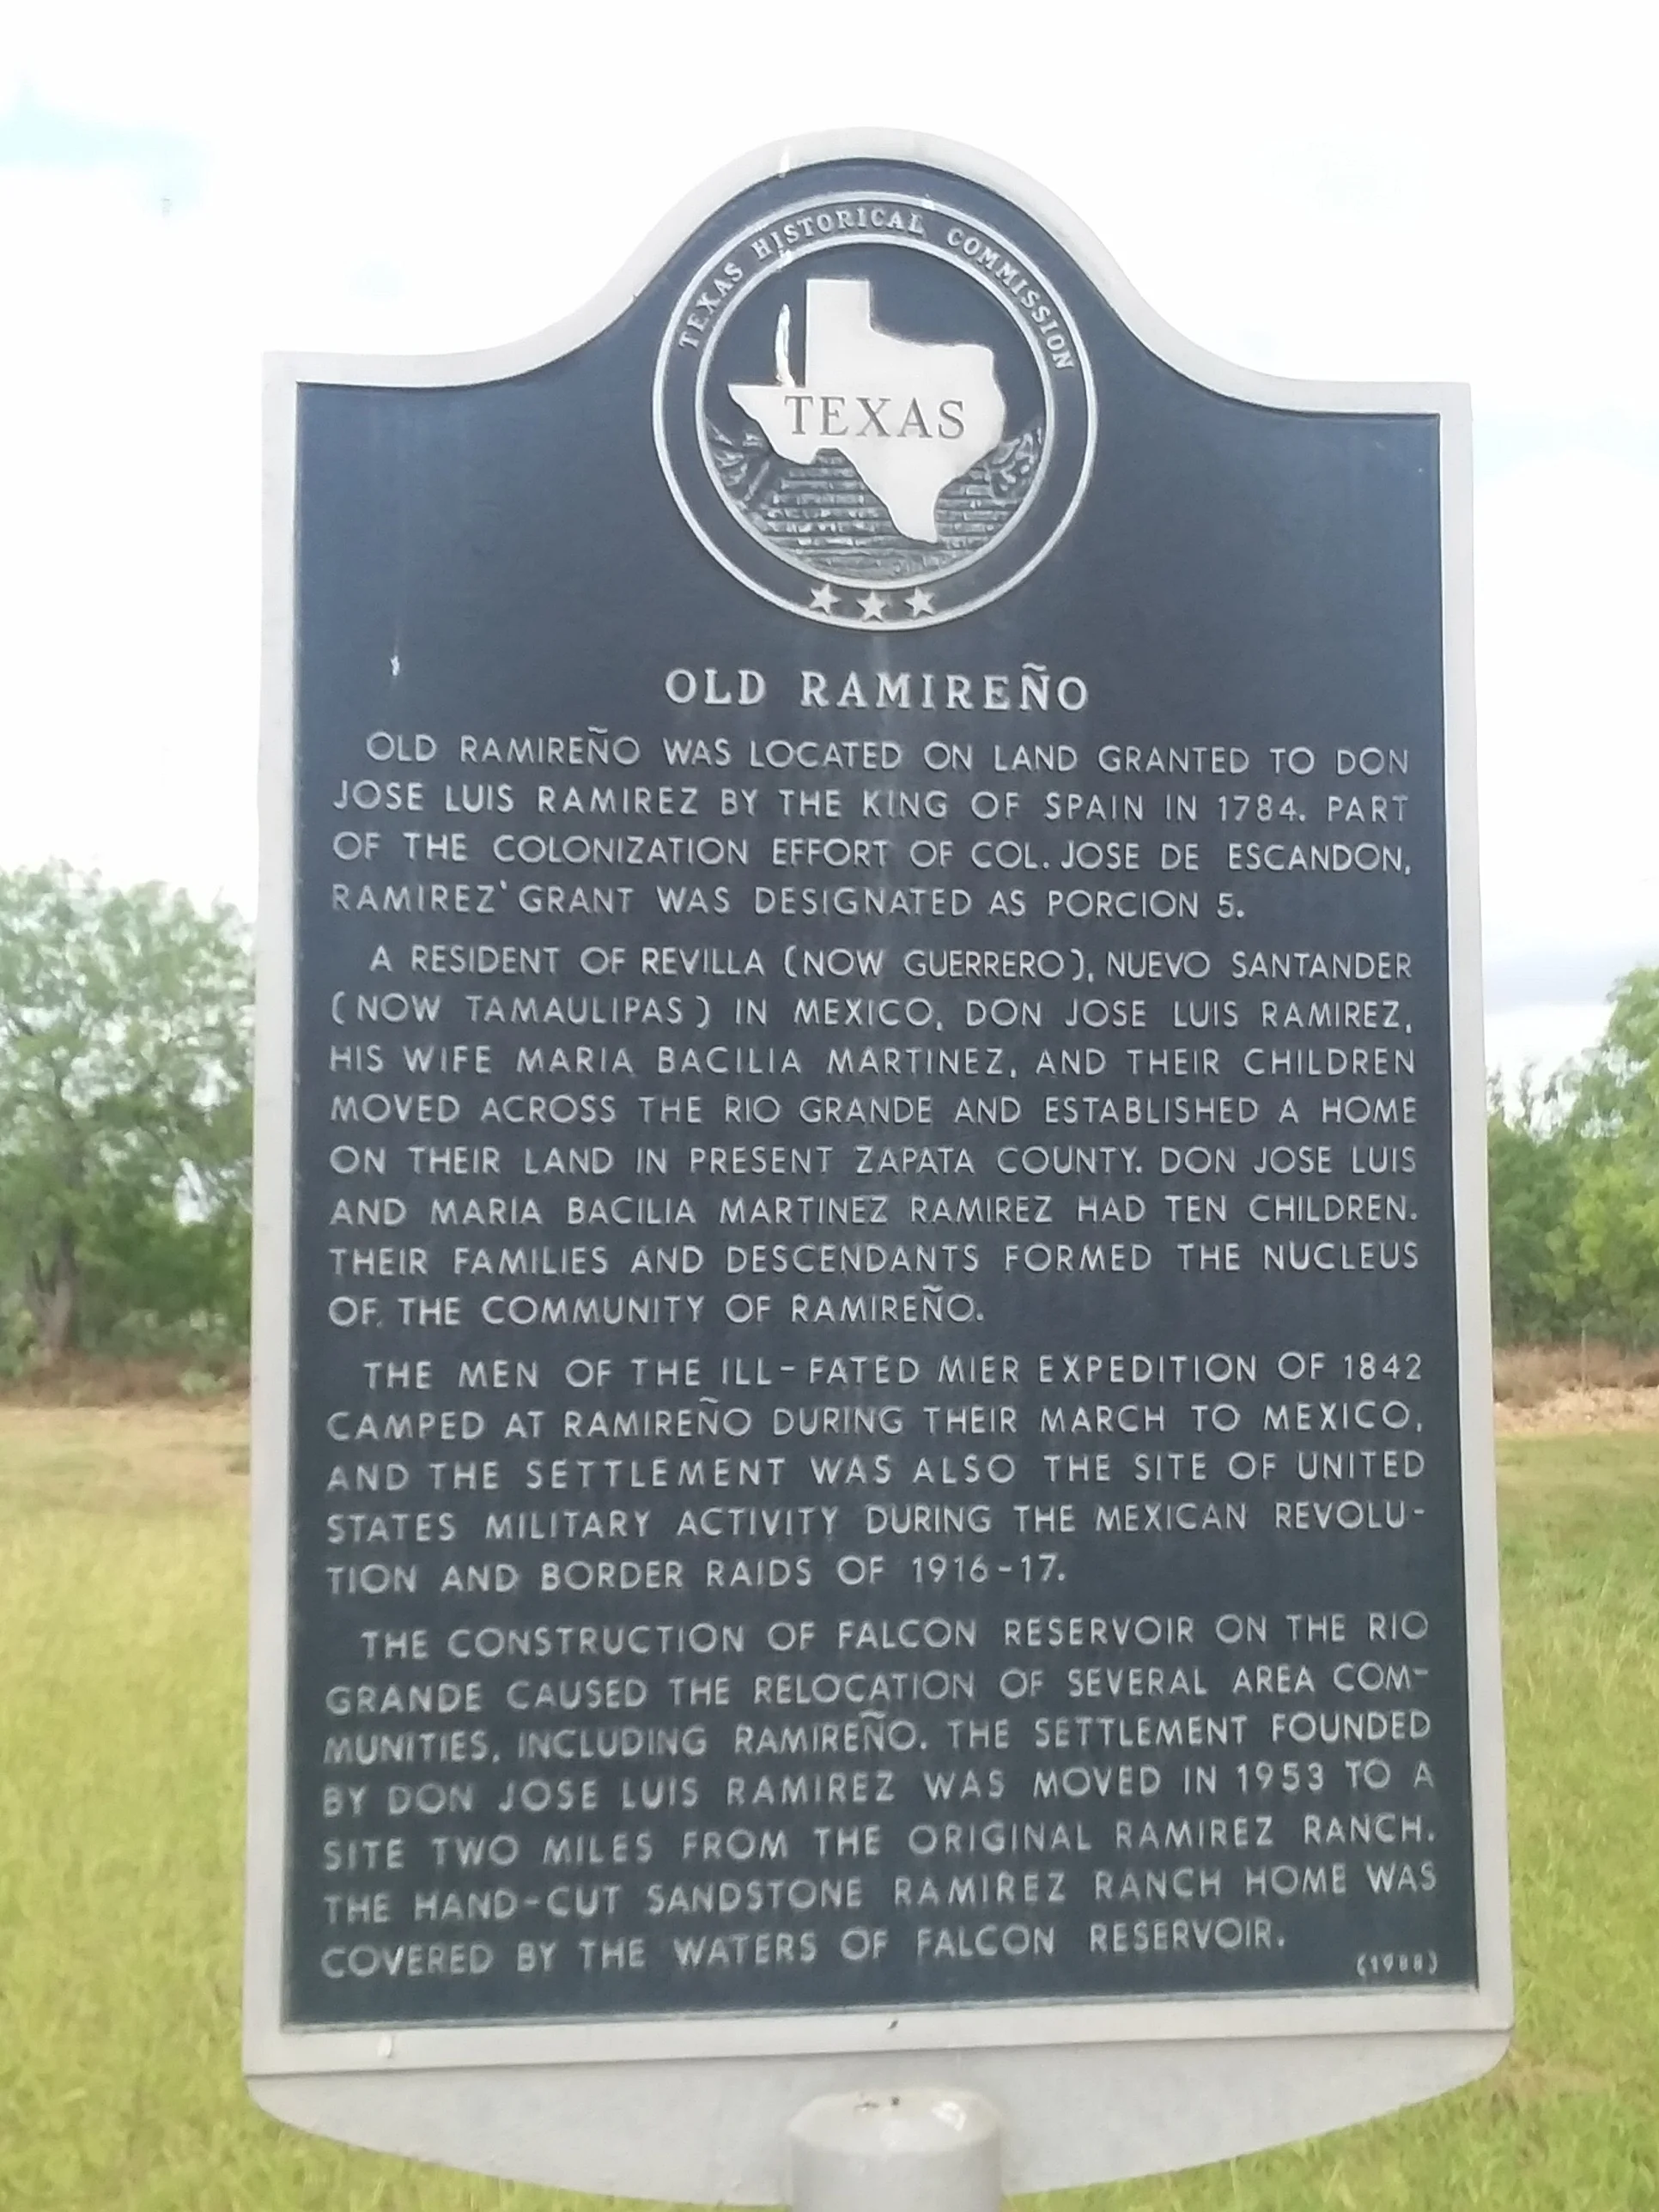 TEXAS HISTORICAL COMMISSION
TEXAS
OLD RAMIREÑO
OLD RAMIREÑO WAS LOCATED ON LAND GRANTED TO DON
JOSE LUIS RAMIREZ BY THE KING OF SPAIN IN 1784. PART
OF THE COLONIZATION EFFORT OF COL. JOSE DE ESCANDON,
RAMIREZ' GRANT WAS DESIGNATED AS PORCION 5.
A RESIDENT OF REVILLA (NOW GUERRERO), NUEVO SANTANDER
(NOW TAMAULIPAS) IN MEXICO, DON JOSE LUIS RAMIREZ,
HIS WIFE MARIA BACILIA MARTINEZ, AND THEIR CHILDREN
MOVED ACROSS THE RIO GRANDE AND ESTABLISHED A HOME
ON THEIR LAND IN PRESENT ZAPATA COUNTY. DON JOSE LUIS
AND MARIA BACILIA MARTINEZ RAMIREZ HAD TEN CHILDREN.
THEIR FAMILIES AND DESCENDANTS FORMED THE NUCLEUS
OF THE COMMUNITY OF RAMIREÑO.
THE MEN OF THE ILL-FATED MIER EXPEDITION OF 1842
CAMPED AT RAMIREÑO DURING THEIR MARCH TO MEXICO,
AND THE SETTLEMENT WAS ALSO THE SITE OF UNITED
STATES MILITARY ACTIVITY DURING THE MEXICAN REVOLU-
TION AND BORDER RAIDS OF 1916-17.
THE CONSTRUCTION OF FALCON RESERVOIR ON THE RIO
GRANDE CAUSED THE RELOCATION OF SEVERAL AREA COM-
MUNITIES, INCLUDING RAMIREÑO. THE SETTLEMENT FOUNDED
BY DON JOSE LUIS RAMIREZ WAS MOVED IN 1953 TO A
SITE TWO MILES FROM THE ORIGINAL RAMIREZ RANCH.
THE HAND-CUT SANDSTONE RAMIREZ RANCH HOME WAS
COVERED BY THE WATERS OF FALCON RESERVOIR.
(1988)